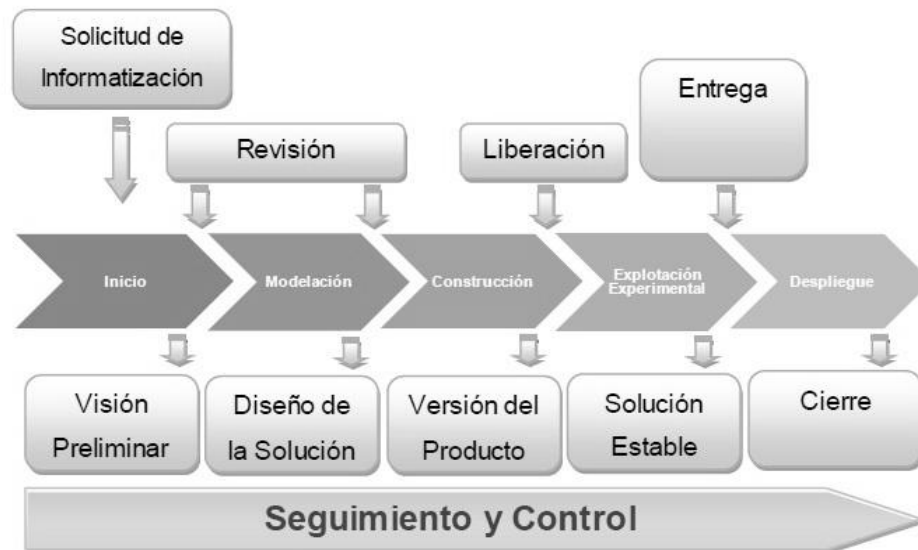 Solicitud de
Informatización
Entrega
Revisión
Liberación
Inicio
Modelación
Construcción
Explotación
Experimental
Despliegue
Visión
Preliminar
Diseño de
la Solución
Versión del
Producto
Solución
Estable
Cierre
Seguimiento y Control